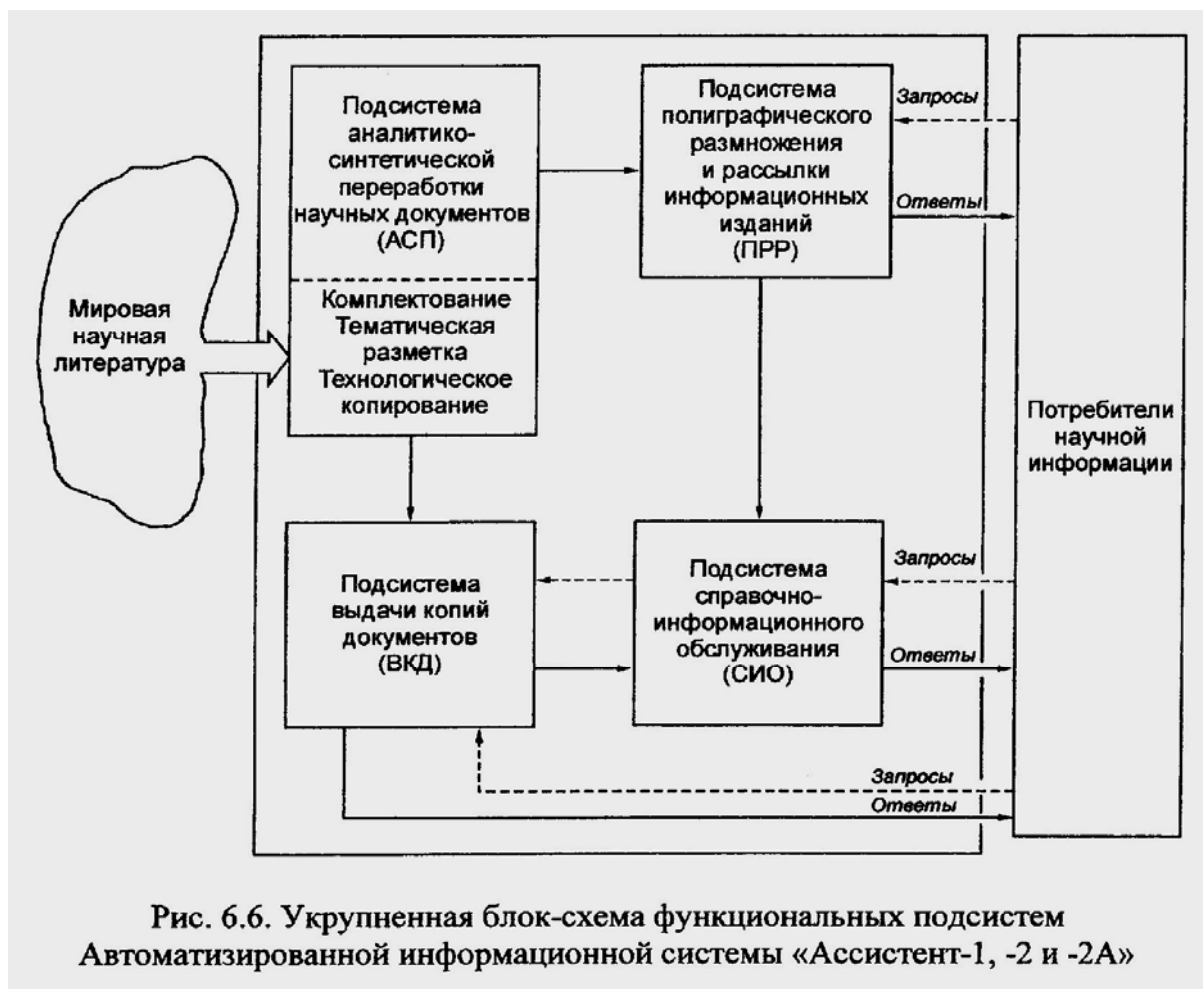 Мировая
научная
литература
Подсистема
аналитико-
синтетической
переработки
научных документов
(АСП)
Комплектование
Тематическая
разметка
Технологическое
копирование
Подсистема
полиграфического
размножения
и рассылки
информационных
изданий
(ПРР)
Запросы
Ответы
Потребители
научной
информации
Подсистема
выдачи копий
документов
(ВКД)
Подсистема
справочно-
информационного
обслуживания
(СИО)
Запросы
Ответы
Запросы
Ответы
Рис. 6.6. Укрупненная блок-схема функциональных подсистем
Автоматизированной информационной системы «Ассистент-1, -2 и -2А»